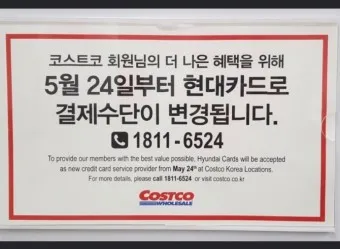 코스트코 회원님의 더 나은 혜택을 위해
5월 24일부터 현대카드로
결제수단이 변경됩니다.
1811-6524
To provide our members with the best value possible, Hyundai Cards will be accepted
as new credit card service provider from May 24th at Costco Korea Locations.
For more details, please call 1811-6524 or visit costco.co.kr
COSTCO
WHOLESALE